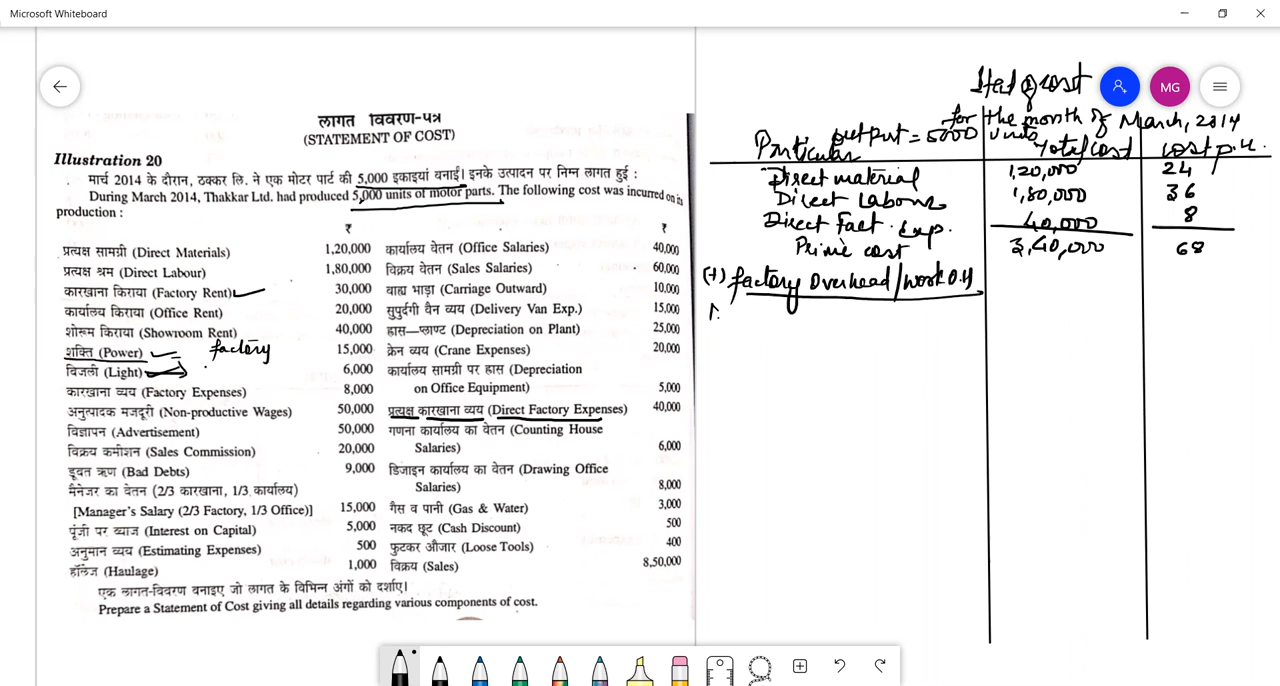 Microsoft Whiteboard
MG
लागत विवरण-पत्र
(STATEMENT OF COST)
Illustration 20
मार्च 2014 के दौरान, ठक्कर लि. ने एक मोटर पार्ट की 5,000 इकाइयां बनाईं। इनके उत्पादन पर निम्न लागत हुई :
During March 2014, Thakkar Ltd. had produced 5,000 units of motor parts. The following cost was incurred on its
production :
₹ ₹
प्रत्यक्ष सामग्री (Direct Materials) 1,20,000 कार्यालय वेतन (Office Salaries) 40,000
प्रत्यक्ष श्रम (Direct Labour) 1,80,000 विक्रय वेतन (Sales Salaries) 60,000
कारखाना किराया (Factory Rent) 30,000 वाह्य भाड़ा (Carriage Outward) 10,000
कार्यालय किराया (Office Rent) 20,000 सुपुर्दगी वैन व्यय (Delivery Van Exp.) 15,000
शोरूम किराया (Showroom Rent) 40,000 ह्रास—प्लाण्ट (Depreciation on Plant) 25,000
शक्ति (Power) factory 15,000 क्रेन व्यय (Crane Expenses) 20,000
बिजली (Light) 6,000 कार्यालय सामग्री पर ह्रास (Depreciation
कारखाना व्यय (Factory Expenses) 8,000 on Office Equipment) 5,000
अनुत्पादक मजदूरी (Non-productive Wages) 50,000 प्रत्यक्ष कारखाना व्यय (Direct Factory Expenses) 40,000
विज्ञापन (Advertisement) 50,000 गणना कार्यालय का वेतन (Counting House
विक्रय कमीशन (Sales Commission) 20,000 Salaries) 6,000
डूबत ऋण (Bad Debts) 9,000 डिजाइन कार्यालय का वेतन (Drawing Office
मैनेजर का वेतन (2/3 कारखाना, 1/3 कार्यालय) Salaries) 8,000
[Manager's Salary (2/3 Factory, 1/3 Office)] 15,000 गैस व पानी (Gas & Water) 3,000
पूंजी पर ब्याज (Interest on Capital) 5,000 नकद छूट (Cash Discount) 500
अनुमान व्यय (Estimating Expenses) 500 फुटकर औजार (Loose Tools) 400
हॉलेज (Haulage) 1,000 विक्रय (Sales) 8,50,000
एक लागत-विवरण बनाइए जो लागत के विभिन्न अंगों को दर्शाए।
Prepare a Statement of Cost giving all details regarding various components of cost.
cost
for the month of March, 2014
output = 5000 units
Particular Total cost cost p.u.
Direct material 1,20,000 24
Direct Labour 1,80,000 36
Direct Fact. Exp. 40,000 8
Prime cost 3,40,000 68
(+) factory Overhead/work O.H